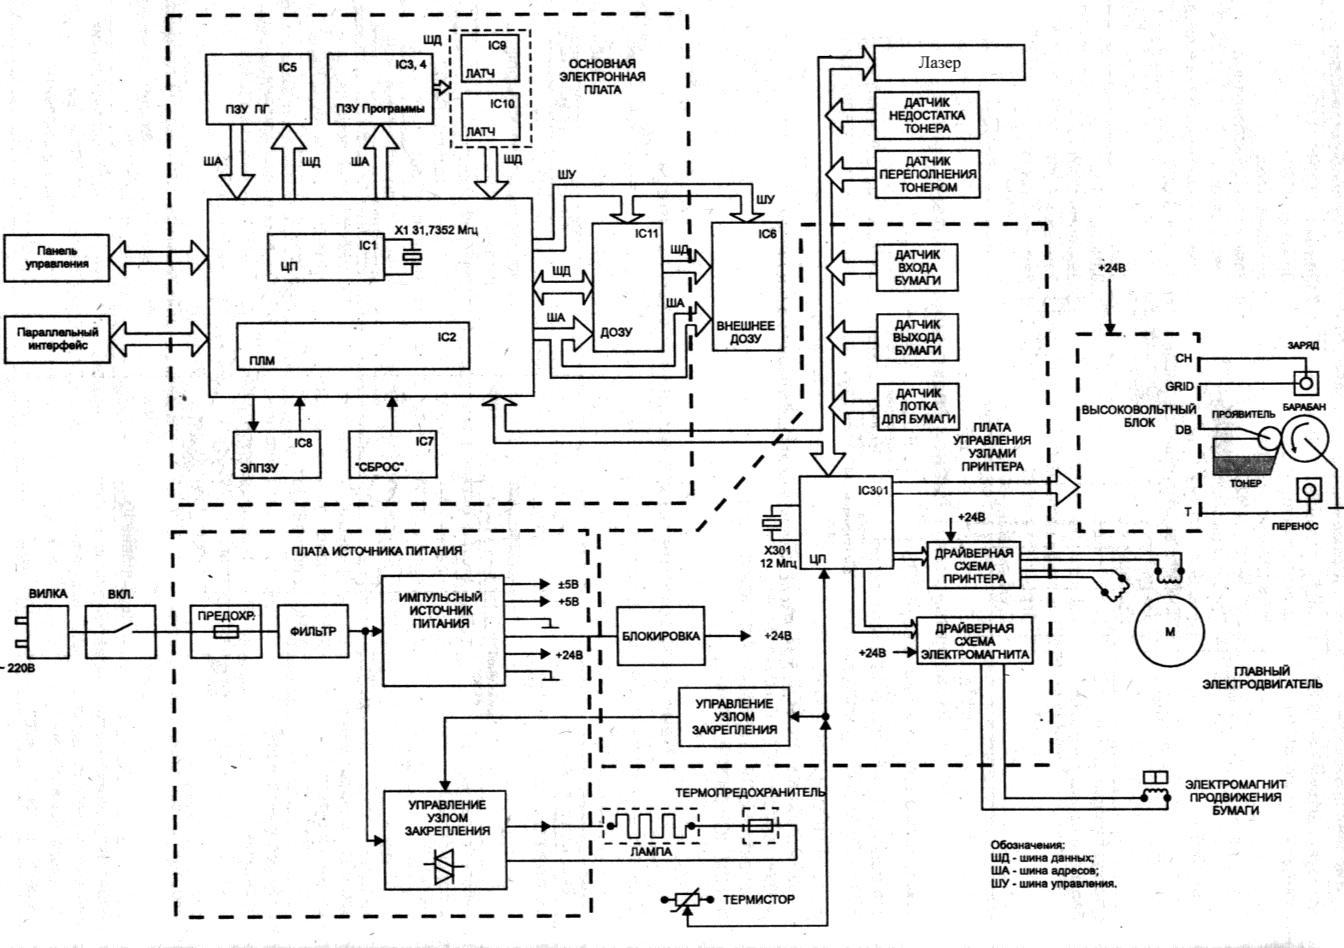 ОСНОВНАЯ
ЭЛЕКТРОННАЯ
ПЛАТА
IC5
ПЗУ ПГ
IC3, 4
ПЗУ Программы
ШД
IC9
ЛАТЧ
IC10
ЛАТЧ
ША
ШД
ША
ШД
Панель
управления
Параллельный
интерфейс
IC1
ЦП
X1 31,7352 Мгц
IC2
ПЛМ
IC8
ЭЛПЗУ
IC7
"СБРОС"
ШУ
ШУ
ШД
ША
IC11
ДОЗУ
ШД
ША
IC6
ВНЕШНЕЕ
ДОЗУ
Лазер
ДАТЧИК
НЕДОСТАТКА
ТОНЕРА
ДАТЧИК
ПЕРЕПОЛНЕНИЯ
ТОНЕРОМ
ДАТЧИК
ВХОДА
БУМАГИ
ДАТЧИК
ВЫХОДА
БУМАГИ
ДАТЧИК
ЛОТКА
ДЛЯ БУМАГИ
ПЛАТА
УПРАВЛЕНИЯ
УЗЛАМИ
ПРИНТЕРА
+24В
CH
GRID
ВЫСОКОВОЛЬТНЫЙ
БЛОК
DB
T
ЗАРЯД
БАРАБАН
ПРОЯВИТЕЛЬ
ТОНЕР
ПЕРЕНОС
IC301
ЦП
X301
12 Мгц
+24В
ДРАЙВЕРНАЯ
СХЕМА
ПРИНТЕРА
+24В
ДРАЙВЕРНАЯ
СХЕМА
ЭЛЕКТРОМАГНИТА
М
ГЛАВНЫЙ
ЭЛЕКТРОДВИГАТЕЛЬ
ПЛАТА ИСТОЧНИКА ПИТАНИЯ
ВИЛКА
~ 220В
ВКЛ.
ПРЕДОХР.
ФИЛЬТР
ИМПУЛЬСНЫЙ
ИСТОЧНИК
ПИТАНИЯ
±5В
+5В
+24В
БЛОКИРОВКА
+24В
УПРАВЛЕНИЕ
УЗЛОМ
ЗАКРЕПЛЕНИЯ
УПРАВЛЕНИЕ
УЗЛОМ
ЗАКРЕПЛЕНИЯ
ТЕРМОПРЕДОХРАНИТЕЛЬ
ЛАМПА
ТЕРМИСТОР
ЭЛЕКТРОМАГНИТ
ПРОДВИЖЕНИЯ
БУМАГИ
Обозначения:
ШД - шина данных;
ША - шина адресов;
ШУ - шина управления.